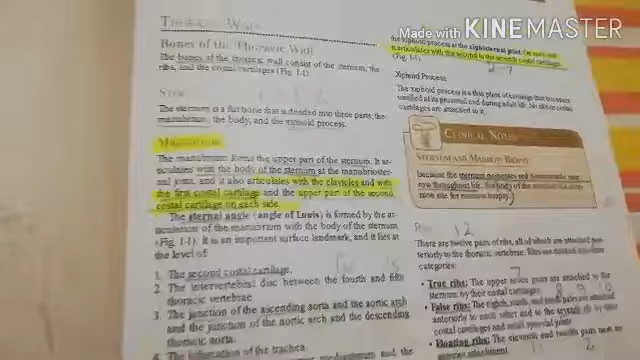 Made with KINEMASTER
Thoracic Wall
Bones of the Thoracic Wall
The bones of the thoracic wall consist of the sternum, the
ribs, and the costal cartilages (Fig. 1-1).
The sternum is a flat bone that is divided into three parts: the
manubrium, the body, and the xiphoid process.
Manubrium
The manubrium forms the upper part of the sternum. It ar-
ticulates with the body of the sternum at the manubrioster-
nal joint, and it also articulates with the clavicles and with
the first costal cartilage and the upper part of the second
costal cartilage on each side.
The sternal angle (angle of Louis) is formed by the ar-
ticulation of the manubrium with the body of the sternum
(Fig. 1-1). It is an important surface landmark, and it lies at
the level of:
1. The second costal cartilage.
2. The intervertebral disc between the fourth and fifth
thoracic vertebrae.
3. The junction of the ascending aorta and the aortic arch
and the junction of the aortic arch and the descending
thoracic aorta.
The bifurcation of the trachea.
the xiphoid process at the xiphisternal joint. On each side
it articulates with the second to the seventh costal cartilages
(Fig. 1-1).
2 - 7
Xiphoid Process
The xiphoid process is a thin plate of cartilage that becomes
ossified at its proximal end during adult life. No ribs or costal
cartilages are attached to it.
CLINICAL NOTES
STERNUM AND MARROW BIOPSY
Because the sternum possesses red hematopoietic mar-
row throughout life,
mon site for marrow biopsy.
12
There are twelve pairs of ribs, all of which are attached pos-
teriorly to the thoracic vertebrae.
categories:
7
• True ribs: The upper seven pairs are attached to the
sternum by their costal cartilages.
8 9 10
• False ribs: The eighth, ninth, and tenth pairs are attached
anteriorly to each other and to the seventh rib by their
costal cartilages and small synovial joints
• Floating ribs: The eleventh and twelfth pairs have no
anterior attachment.